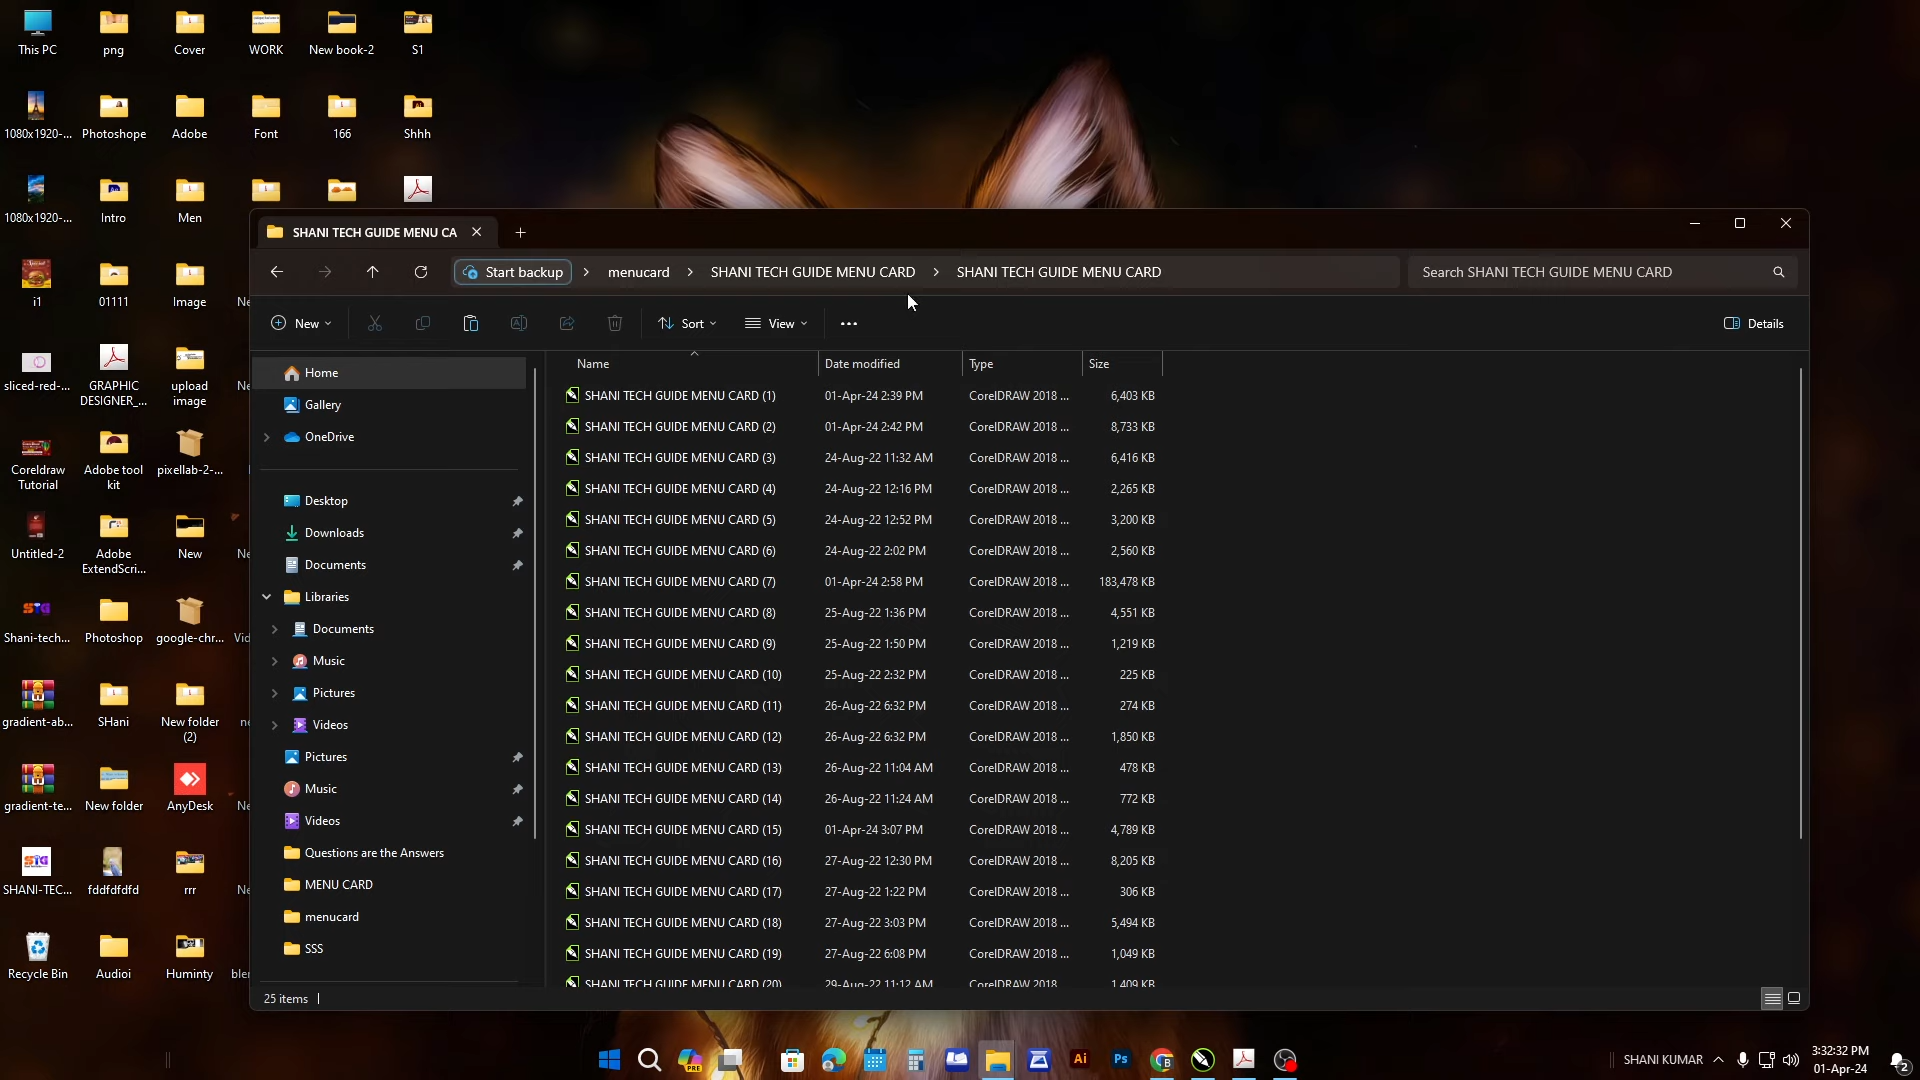 This PC
png
Cover
WORK
New book-2
S1
1080x1920-...
Photoshope
Adobe
Font
166
Shhh
1080x1920-...
Intro
Men
i1
01111
Image
sliced-red-...
GRAPHIC
DESIGNER_...
upload
image
Coreldraw
Tutorial
Adobe tool
kit
pixellab-2-...
Untitled-2
Adobe
ExtendScri...
New
Shani-tech...
Photoshop
google-chr...
gradient-ab...
SHani
New folder
(2)
gradient-te...
New folder
AnyDesk
SHANI-TEC...
fddfdfdfd
rrr
Recycle Bin
Audioi
Huminty
SHANI TECH GUIDE MENU CA
Start backup
menucard
SHANI TECH GUIDE MENU CARD
SHANI TECH GUIDE MENU CARD
Search SHANI TECH GUIDE MENU CARD
New
Sort
View
Details
Home
Gallery
OneDrive
Desktop
Downloads
Documents
Libraries
Documents
Music
Pictures
Videos
Pictures
Music
Videos
Questions are the Answers
MENU CARD
menucard
SSS
Name Date modified Type Size
SHANI TECH GUIDE MENU CARD (1) 01-Apr-24 2:39 PM CorelDRAW 2018 ... 6,403 KB
SHANI TECH GUIDE MENU CARD (2) 01-Apr-24 2:42 PM CorelDRAW 2018 ... 8,733 KB
SHANI TECH GUIDE MENU CARD (3) 24-Aug-22 11:32 AM CorelDRAW 2018 ... 6,416 KB
SHANI TECH GUIDE MENU CARD (4) 24-Aug-22 12:16 PM CorelDRAW 2018 ... 2,265 KB
SHANI TECH GUIDE MENU CARD (5) 24-Aug-22 12:52 PM CorelDRAW 2018 ... 3,200 KB
SHANI TECH GUIDE MENU CARD (6) 24-Aug-22 2:02 PM CorelDRAW 2018 ... 2,560 KB
SHANI TECH GUIDE MENU CARD (7) 01-Apr-24 2:58 PM CorelDRAW 2018 ... 183,478 KB
SHANI TECH GUIDE MENU CARD (8) 25-Aug-22 1:36 PM CorelDRAW 2018 ... 4,551 KB
SHANI TECH GUIDE MENU CARD (9) 25-Aug-22 1:50 PM CorelDRAW 2018 ... 1,219 KB
SHANI TECH GUIDE MENU CARD (10) 25-Aug-22 2:32 PM CorelDRAW 2018 ... 225 KB
SHANI TECH GUIDE MENU CARD (11) 26-Aug-22 6:32 PM CorelDRAW 2018 ... 274 KB
SHANI TECH GUIDE MENU CARD (12) 26-Aug-22 6:32 PM CorelDRAW 2018 ... 1,850 KB
SHANI TECH GUIDE MENU CARD (13) 26-Aug-22 11:04 AM CorelDRAW 2018 ... 478 KB
SHANI TECH GUIDE MENU CARD (14) 26-Aug-22 11:24 AM CorelDRAW 2018 ... 772 KB
SHANI TECH GUIDE MENU CARD (15) 01-Apr-24 3:07 PM CorelDRAW 2018 ... 4,789 KB
SHANI TECH GUIDE MENU CARD (16) 27-Aug-22 12:30 PM CorelDRAW 2018 ... 8,205 KB
SHANI TECH GUIDE MENU CARD (17) 27-Aug-22 1:22 PM CorelDRAW 2018 ... 306 KB
SHANI TECH GUIDE MENU CARD (18) 27-Aug-22 3:03 PM CorelDRAW 2018 ... 5,494 KB
SHANI TECH GUIDE MENU CARD (19) 27-Aug-22 6:08 PM CorelDRAW 2018 ... 1,049 KB
SHANI TECH GUIDE MENU CARD (20) 29-Aug-22 11:12 AM CorelDRAW 2018 1,409 KB
25 items
SHANI KUMAR
3:32:32 PM
01-Apr-24
2